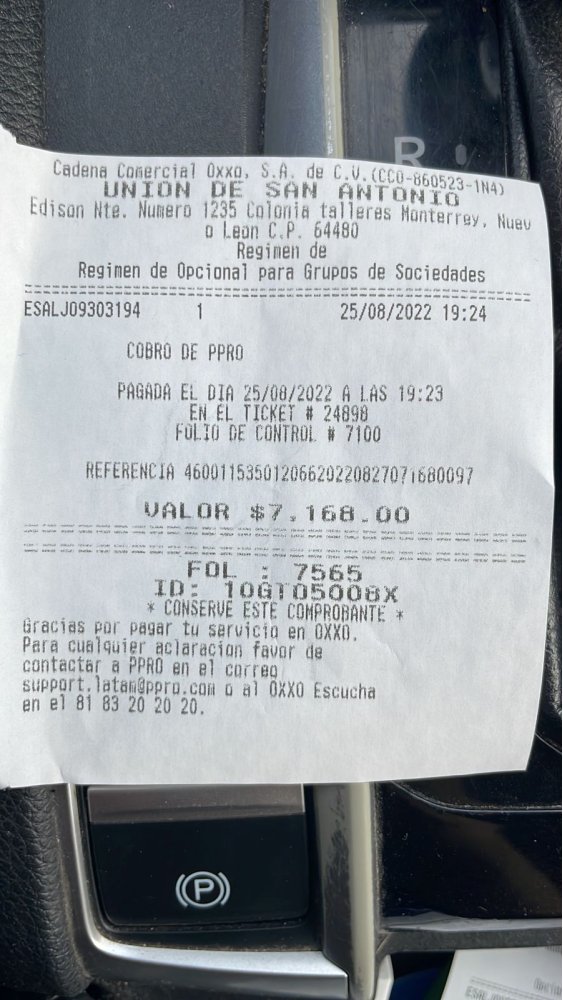 R
Cadena Comercial Oxxo, S.A. de C.V.(CCO-860523-1N4)
UNION DE SAN ANTONIO
Edison Nte. Numero 1235 Colonia talleres Monterrey, Nuev
o Leon C.P. 64480
Regimen de
Regimen de Opcional para Grupos de Sociedades
ESALJ09303194 1 25/08/2022 19:24
COBRO DE PPRO
PAGADA EL DIA 25/08/2022 A LAS 19:23
EN EL TICKET # 24898
FOLIO DE CONTROL # 7100
REFERENCIA 46001153501206620220827071680097
VALOR $7,168.00
FOL : 7565
ID: 10GT05008X
* CONSERVE ESTE COMPROBANTE *
Gracias por pagar tu servicio en OXXO.
Para cualquier aclaracion favor de
contactar a PPRO en el correo
support.latam@ppro.com o al OXXO Escucha
en el 81 83 20 20 20.
P